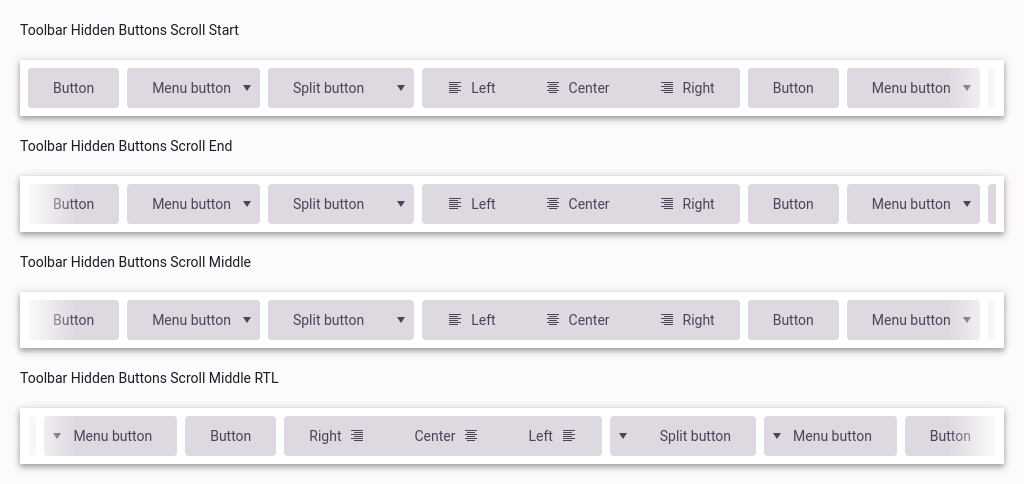 Toolbar Hidden Buttons Scroll Start
Button Menu button Split button Left Center Right Button Menu button
Toolbar Hidden Buttons Scroll End
Button Menu button Split button Left Center Right Button Menu button
Toolbar Hidden Buttons Scroll Middle
Button Menu button Split button Left Center Right Button Menu button
Toolbar Hidden Buttons Scroll Middle RTL
Menu button Button Right Center Left Split button Menu button Button